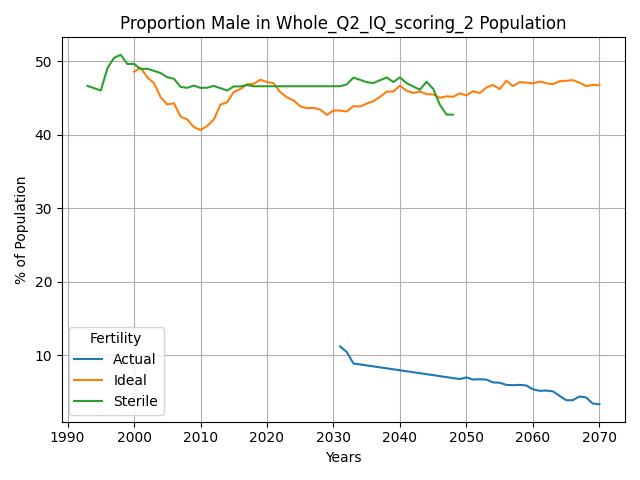 Proportion Male in Whole_Q2_IQ_scoring_2 Population
% of Population
50
40
30
20
10
Fertility
Actual
Ideal
Sterile
1990 2000 2010 2020 2030 2040 2050 2060 2070
Years